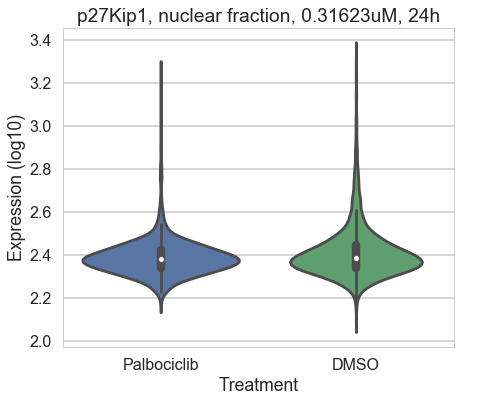 p27Kip1, nuclear fraction, 0.31623uM, 24h
3.4
3.2
3.0
2.8
2.6
2.4
2.2
2.0
Expression (log10)
Palbociclib
DMSO
Treatment